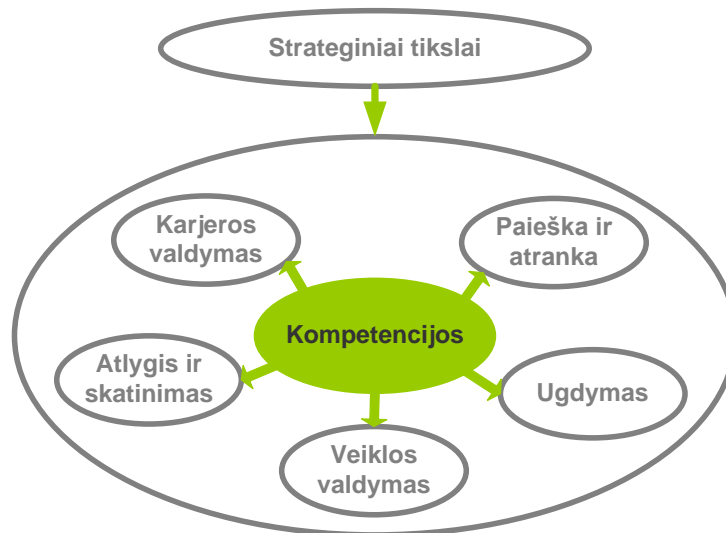 Strateginiai tikslai
Karjeros
valdymas
Paieška ir
atranka
Kompetencijos
Atlygis ir
skatinimas
Ugdymas
Veiklos
valdymas